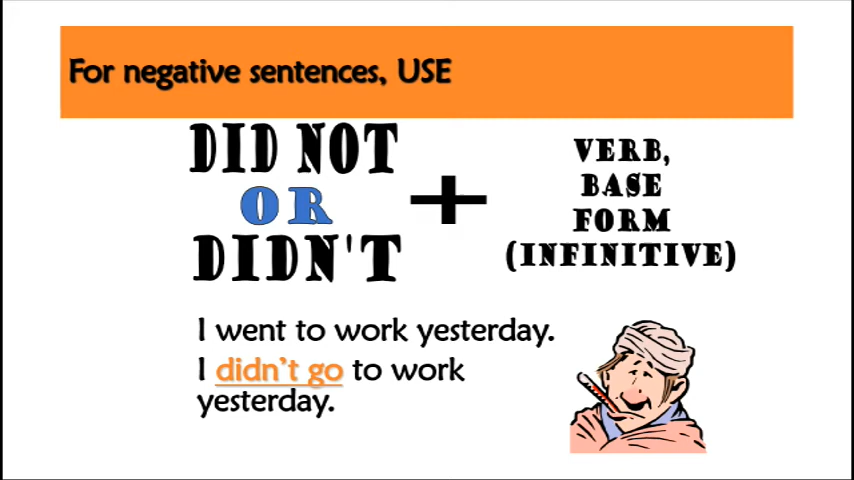 For negative sentences, USE
DID NOT
OR
DIDN'T
+
VERB,
BASE
FORM
(INFINITIVE)
I went to work yesterday.
I didn't go to work
yesterday.